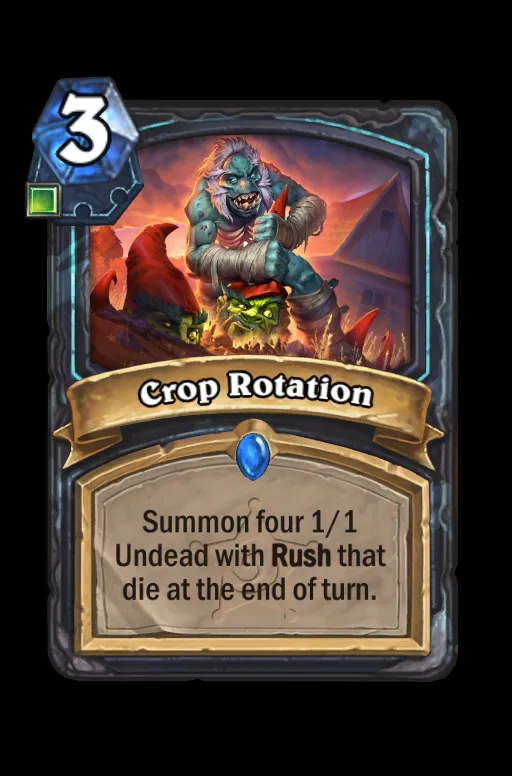 3
Crop Rotation
Summon four 1/1
Undead with Rush that
die at the end of turn.